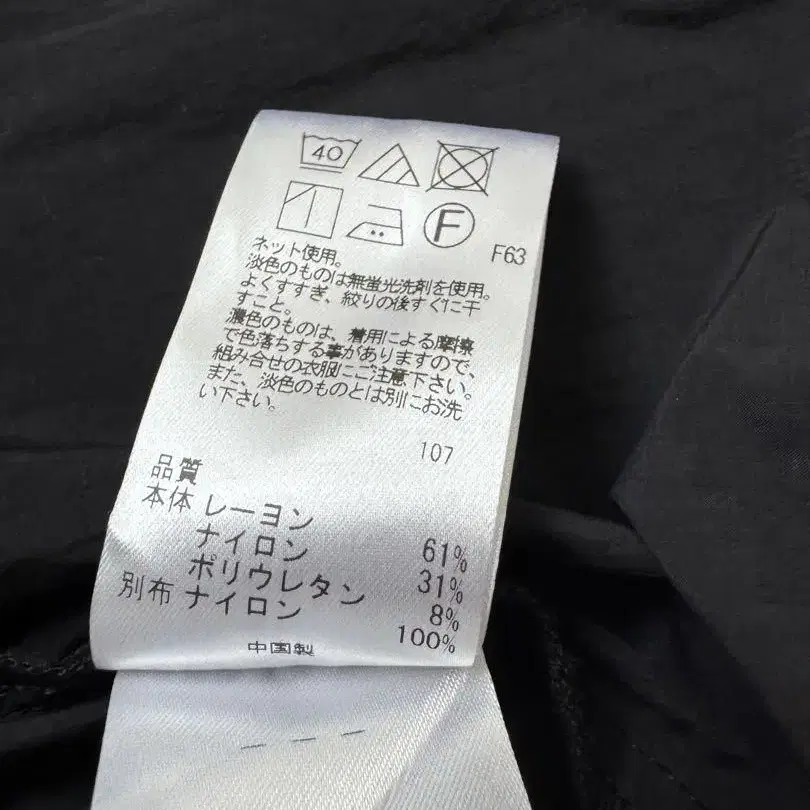 40
F
F63
ネット使用。
淡色のものは無蛍光洗剤を使用。
よくすすぎ、絞りの後すぐに干
すこと。
濃色のものは、着用による摩擦
で色落ちする事がありますので、
組み合せの衣服にご注意下さい。
また、淡色のものとは別にお洗
い下さい。
107
品質
本体 レーヨン 61%
ナイロン 31%
ポリウレタン 8%
別布 ナイロン 100%
中国製